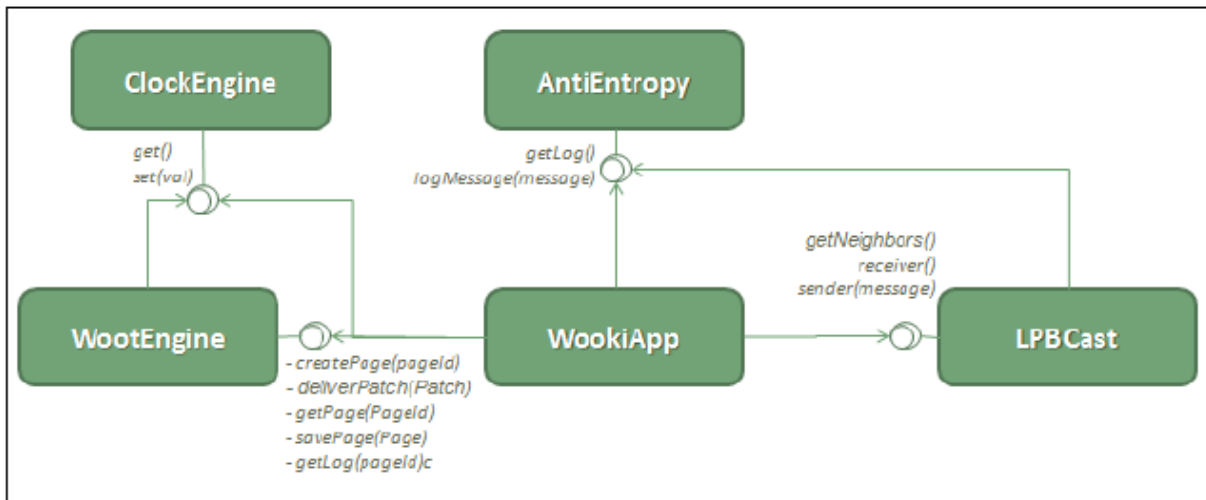 ClockEngine
AntiEntropy
get()
set(val)
getLog()
logMessage(message)
getNeighbors()
receiver()
sender(message)
WootEngine
WookiApp
LPBCast
- createPage(pageId)
- deliverPatch(Patch)
- getPage(PageId)
- savePage(Page)
- getLog(pageId)c